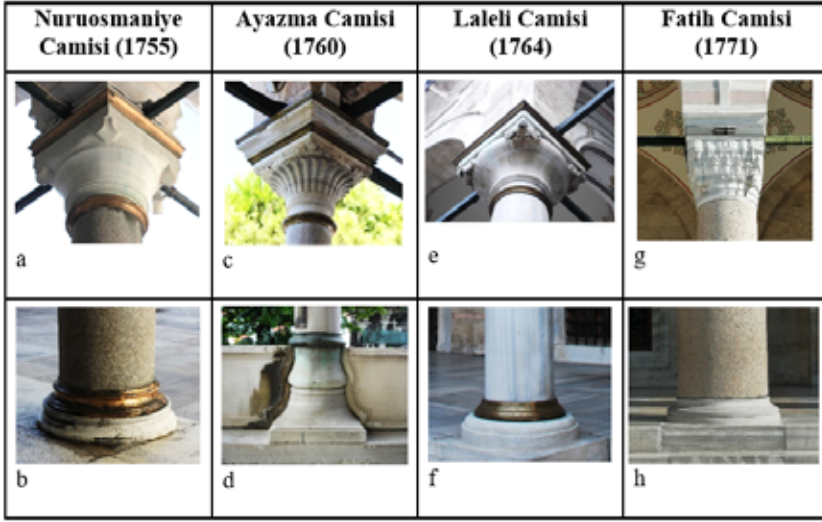 Nuruosmaniye
Camisi (1755)
Ayazma Camisi
(1760)
Laleli Camisi
(1764)
Fatih Camisi
(1771)
a
c
e
g
b
d
f
h